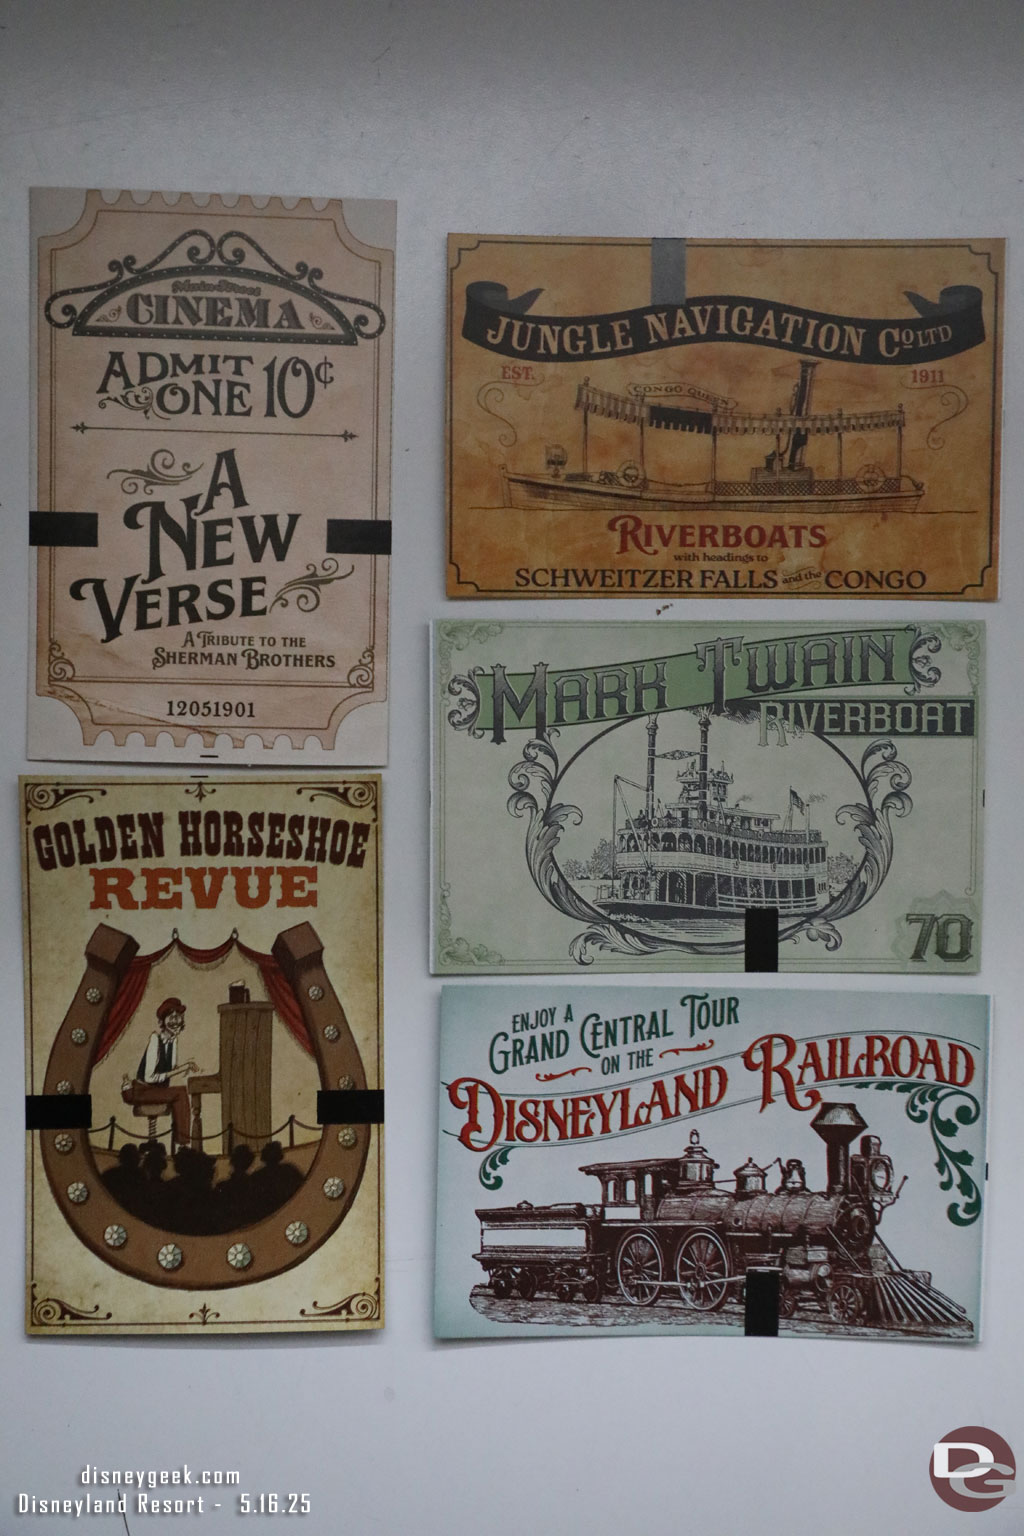 Main Street
CINEMA
ADMIT
ONE 10¢
A
NEW
VERSE
A TRIBUTE TO THE
SHERMAN BROTHERS
12051901
JUNGLE NAVIGATION Co LTD
EST. 1911
CONGO QUEEN
RIVERBOATS
with headings to
SCHWEITZER FALLS and the CONGO
MARK TWAIN
RIVERBOAT
70
GOLDEN HORSESHOE
REVUE
ENJOY A
GRAND CENTRAL TOUR
ON THE
DISNEYLAND RAILROAD
disneygeek.com
Disneyland Resort - 5.16.25
DG